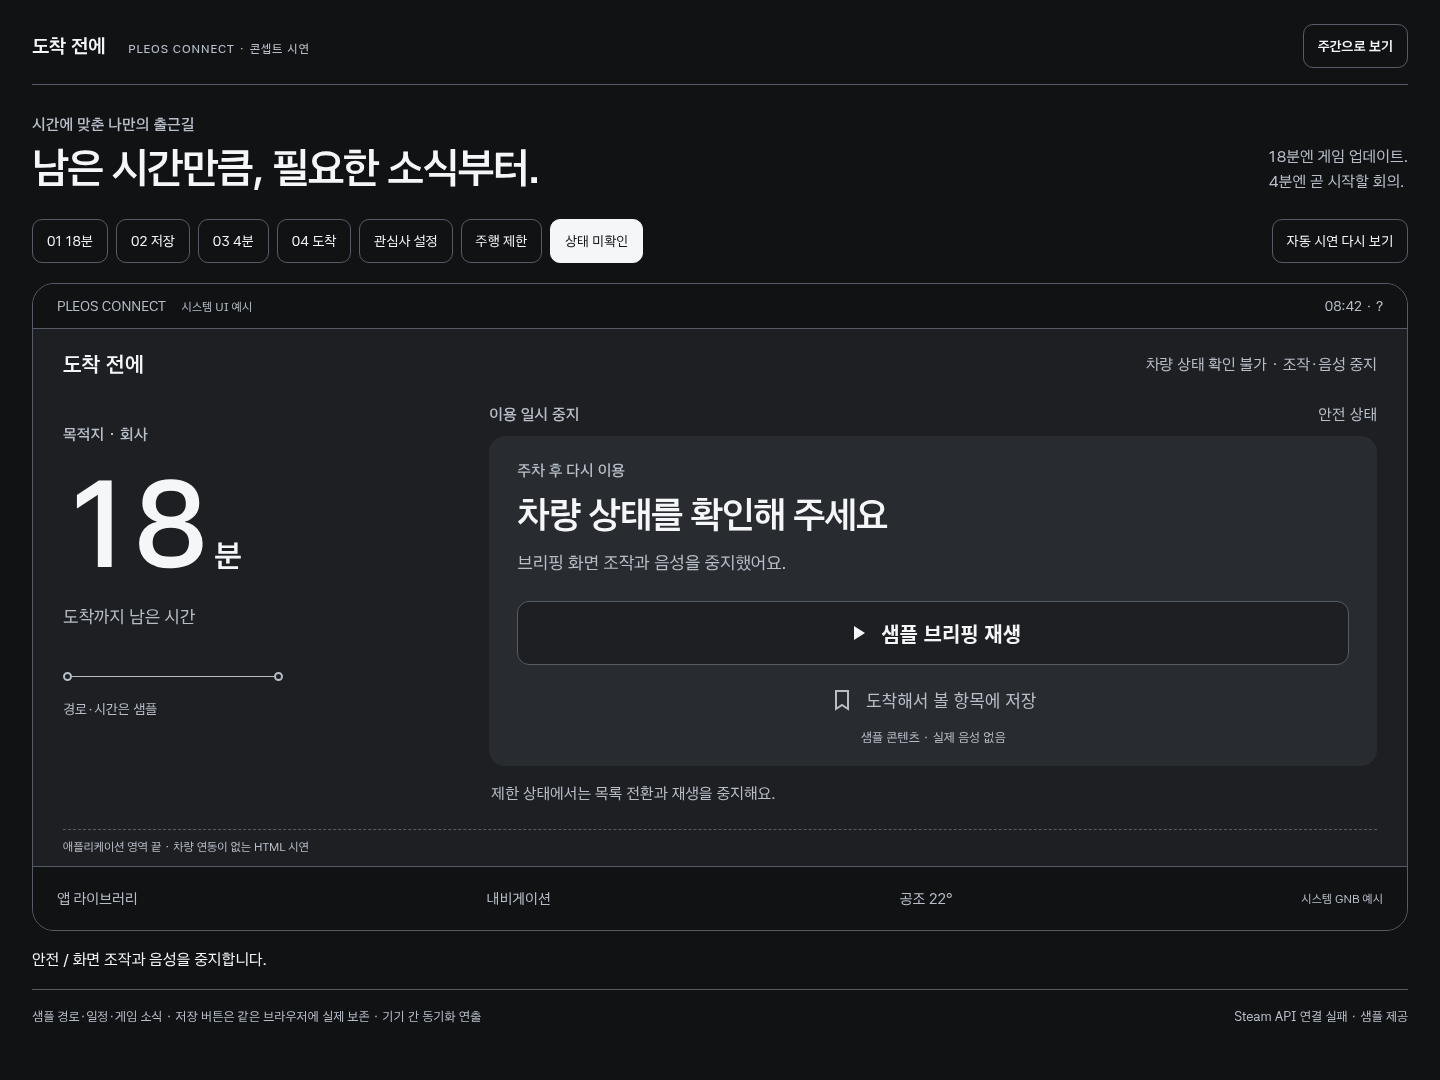 도착 전에
PLEOS CONNECT · 콘셉트 시연
주간으로 보기
시간에 맞춘 나만의 출근길
남은 시간만큼, 필요한 소식부터.
18분엔 게임 업데이트.
4분엔 곧 시작할 회의.
01 18분
02 저장
03 4분
04 도착
관심사 설정
주행 제한
상태 미확인
자동 시연 다시 보기
PLEOS CONNECT 시스템 UI 예시
08:42 · ?
도착 전에
차량 상태 확인 불가 · 조작·음성 중지
목적지 · 회사
18분
도착까지 남은 시간
경로·시간은 샘플
이용 일시 중지
안전 상태
주차 후 다시 이용
차량 상태를 확인해 주세요
브리핑 화면 조작과 음성을 중지했어요.
샘플 브리핑 재생
도착해서 볼 항목에 저장
샘플 콘텐츠 · 실제 음성 없음
제한 상태에서는 목록 전환과 재생을 중지해요.
애플리케이션 영역 끝 · 차량 연동이 없는 HTML 시연
앱 라이브러리
내비게이션
공조 22°
시스템 GNB 예시
안전 / 화면 조작과 음성을 중지합니다.
샘플 경로·일정·게임 소식 · 저장 버튼은 같은 브라우저에 실제 보존 · 기기 간 동기화 연출
Steam API 연결 실패 · 샘플 제공